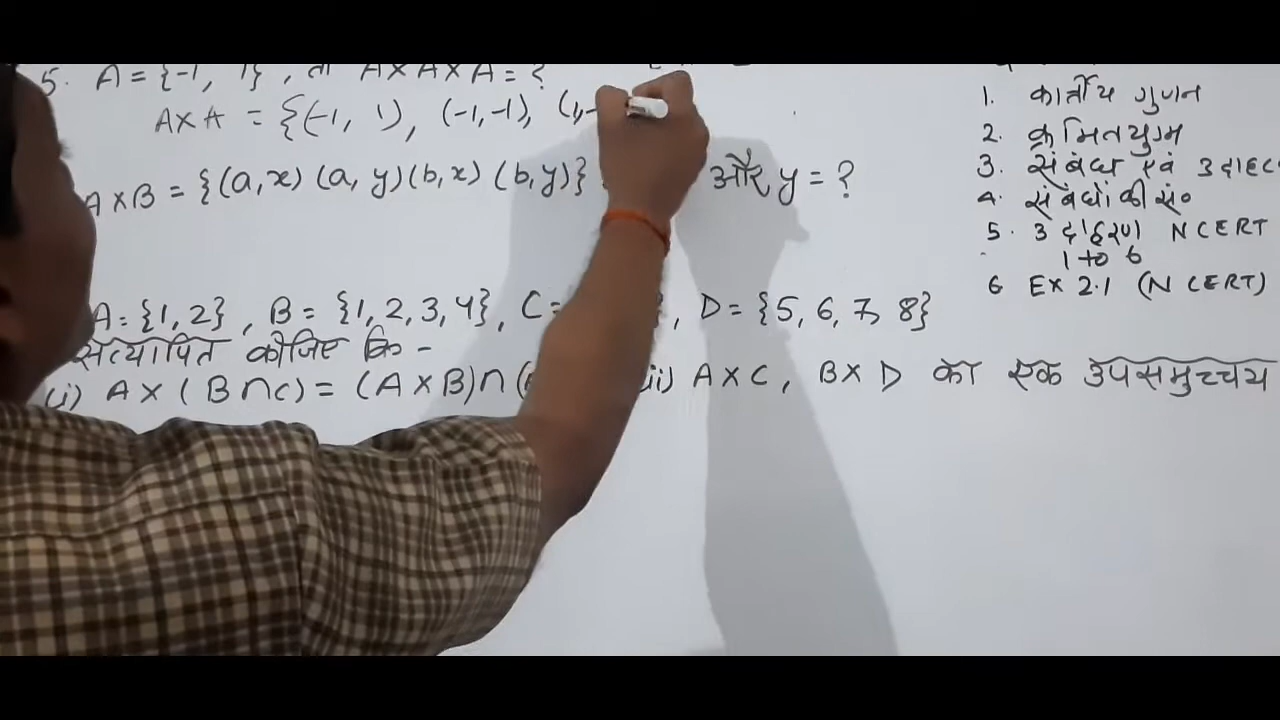 5. A = {-1, 1}, तो A×A×A = ?
A×A = {(-1, 1), (-1,-1), (1,-
A×B = {(a,x) (a, y)(b,x) (b,y)} और y = ?
A = {1, 2}, B = {1, 2, 3, 4}, C = }, D = {5, 6, 7, 8}
सत्यापित कीजिए कि -
(i) A × (B∩C) = (A×B)∩( ii) A×C, B×D का एक उपसमुच्चय
1. कार्तीय गुणन
2. क्रमितयुग्म
3. संबंध एवं उदाह
4. संबंधों की सं०
5. उदाहरण NCERT
1 to 6
6 EX 2.1 (NCERT)